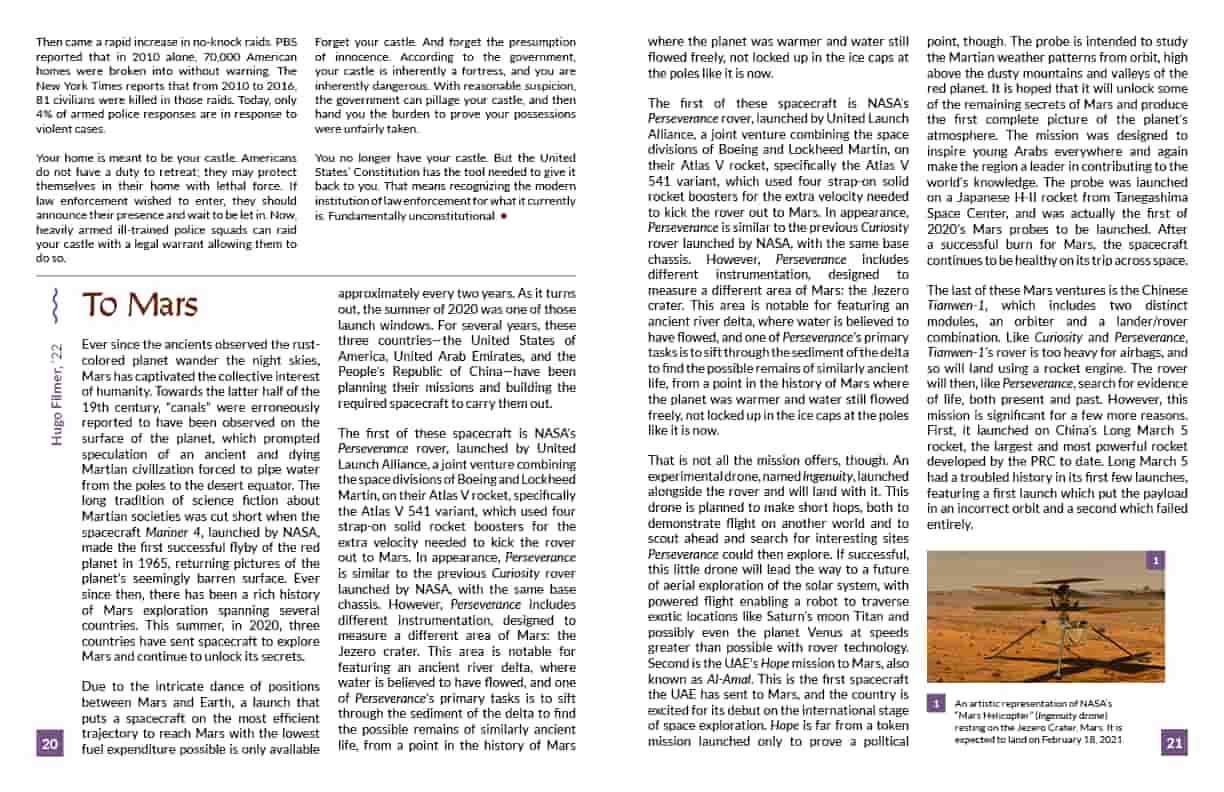 Then came a rapid increase in no-knock raids. PBS
reported that in 2010 alone, 70,000 American
homes were broken into without warning. The
New York Times reports that from 2010 to 2016,
81 civilians were killed in those raids. Today, only
4% of armed police responses are in response to
violent cases.
Your home is meant to be your castle. Americans
do not have a duty to retreat; they may protect
themselves in their home with lethal force. If
law enforcement wished to enter, they should
announce their presence and wait to be let in. Now,
heavily armed ill-trained police squads can raid
your castle with a legal warrant allowing them to
do so.
Forget your castle. And forget the presumption
of innocence. According to the government,
your castle is inherently a fortress, and you are
inherently dangerous. With reasonable suspicion,
the government can pillage your castle, and then
hand you the burden to prove your possessions
were unfairly taken.
You no longer have your castle. But the United
States' Constitution has the tool needed to give it
back to you. That means recognizing the modern
institution of law enforcement for what it currently
is. Fundamentally unconstitutional. •
To Mars
Hugo Filmer, '22
Ever since the ancients observed the rust-
colored planet wander the night skies,
Mars has captivated the collective interest
of humanity. Towards the latter half of the
19th century, "canals" were erroneously
reported to have been observed on the
surface of the planet, which prompted
speculation of an ancient and dying
Martian civilization forced to pipe water
from the poles to the desert equator. The
long tradition of science fiction about
Martian societies was cut short when the
spacecraft Mariner 4, launched by NASA,
made the first successful flyby of the red
planet in 1965, returning pictures of the
planet's seemingly barren surface. Ever
since then, there has been a rich history
of Mars exploration spanning several
countries. This summer, in 2020, three
countries have sent spacecraft to explore
Mars and continue to unlock its secrets.
Due to the intricate dance of positions
between Mars and Earth, a launch that
puts a spacecraft on the most efficient
trajectory to reach Mars with the lowest
fuel expenditure possible is only available
approximately every two years. As it turns
out, the summer of 2020 was one of those
launch windows. For several years, these
three countries—the United States of
America, United Arab Emirates, and the
People's Republic of China—have been
planning their missions and building the
required spacecraft to carry them out.
The first of these spacecraft is NASA's
Perseverance rover, launched by United
Launch Alliance, a joint venture combining
the space divisions of Boeing and Lockheed
Martin, on their Atlas V rocket, specifically
the Atlas V 541 variant, which used four
strap-on solid rocket boosters for the
extra velocity needed to kick the rover
out to Mars. In appearance, Perseverance
is similar to the previous Curiosity rover
launched by NASA, with the same base
chassis. However, Perseverance includes
different instrumentation, designed to
measure a different area of Mars: the
Jezero crater. This area is notable for
featuring an ancient river delta, where
water is believed to have flowed, and one
of Perseverance's primary tasks is to sift
through the sediment of the delta to find
the possible remains of similarly ancient
life, from a point in the history of Mars
20
where the planet was warmer and water still
flowed freely, not locked up in the ice caps at
the poles like it is now.
The first of these spacecraft is NASA's
Perseverance rover, launched by United Launch
Alliance, a joint venture combining the space
divisions of Boeing and Lockheed Martin, on
their Atlas V rocket, specifically the Atlas V
541 variant, which used four strap-on solid
rocket boosters for the extra velocity needed
to kick the rover out to Mars. In appearance,
Perseverance is similar to the previous Curiosity
rover launched by NASA, with the same base
chassis. However, Perseverance includes
different instrumentation, designed to
measure a different area of Mars: the Jezero
crater. This area is notable for featuring an
ancient river delta, where water is believed to
have flowed, and one of Perseverance's primary
tasks is to sift through the sediment of the delta
to find the possible remains of similarly ancient
life, from a point in the history of Mars where
the planet was warmer and water still flowed
freely, not locked up in the ice caps at the poles
like it is now.
That is not all the mission offers, though. An
experimental drone, named Ingenuity, launched
alongside the rover and will land with it. This
drone is planned to make short hops, both to
demonstrate flight on another world and to
scout ahead and search for interesting sites
Perseverance could then explore. If successful,
this little drone will lead the way to a future
of aerial exploration of the solar system, with
powered flight enabling a robot to traverse
exotic locations like Saturn's moon Titan and
possibly even the planet Venus at speeds
greater than possible with rover technology.
Second is the UAE's Hope mission to Mars, also
known as Al-Amal. This is the first spacecraft
the UAE has sent to Mars, and the country is
excited for its debut on the international stage
of space exploration. Hope is far from a token
mission launched only to prove a political
point, though. The probe is intended to study
the Martian weather patterns from orbit, high
above the dusty mountains and valleys of the
red planet. It is hoped that it will unlock some
of the remaining secrets of Mars and produce
the first complete picture of the planet's
atmosphere. The mission was designed to
inspire young Arabs everywhere and again
make the region a leader in contributing to the
world's knowledge. The probe was launched
on a Japanese H-II rocket from Tanegashima
Space Center, and was actually the first of
2020's Mars probes to be launched. After
a successful burn for Mars, the spacecraft
continues to be healthy on its trip across space.
The last of these Mars ventures is the Chinese
Tianwen-1, which includes two distinct
modules, an orbiter and a lander/rover
combination. Like Curiosity and Perseverance,
Tianwen-1's rover is too heavy for airbags, and
so will land using a rocket engine. The rover
will then, like Perseverance, search for evidence
of life, both present and past. However, this
mission is significant for a few more reasons.
First, it launched on China's Long March 5
rocket, the largest and most powerful rocket
developed by the PRC to date. Long March 5
had a troubled history in its first few launches,
featuring a first launch which put the payload
in an incorrect orbit and a second which failed
entirely.
1
1
An artistic representation of NASA's
"Mars Helicopter" (Ingenuity drone)
resting on the Jezero Crater, Mars. It is
expected to land on February 18, 2021.
21